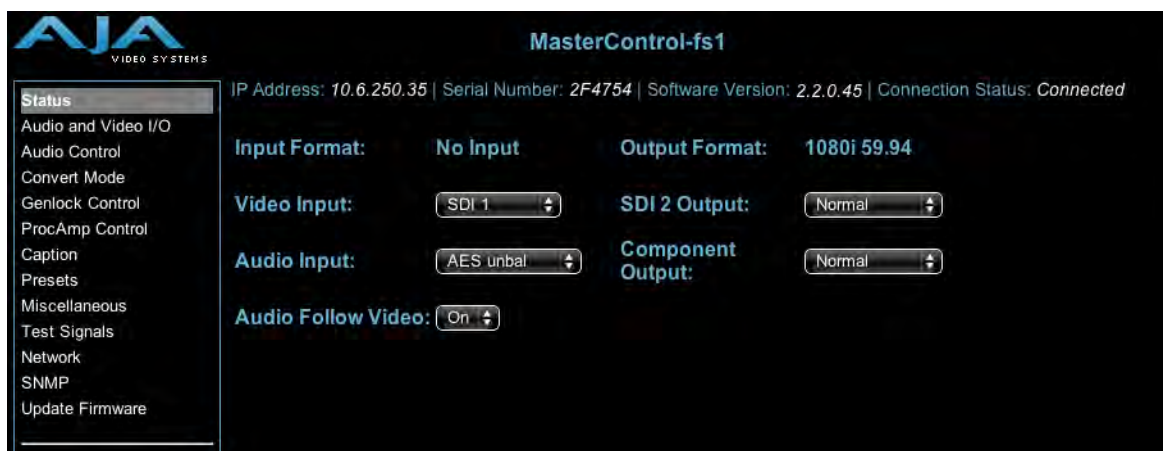 AJA
VIDEO SYSTEMS
MasterControl-fs1
IP Address: 10.6.250.35 | Serial Number: 2F4754 | Software Version: 2.2.0.45 | Connection Status: Connected
Status
Audio and Video I/O
Audio Control
Convert Mode
Genlock Control
ProcAmp Control
Caption
Presets
Miscellaneous
Test Signals
Network
SNMP
Update Firmware
Input Format: No Input Output Format: 1080i 59.94
Video Input: SDI 1 SDI 2 Output: Normal
Audio Input: AES unbal Component Output: Normal
Audio Follow Video: On